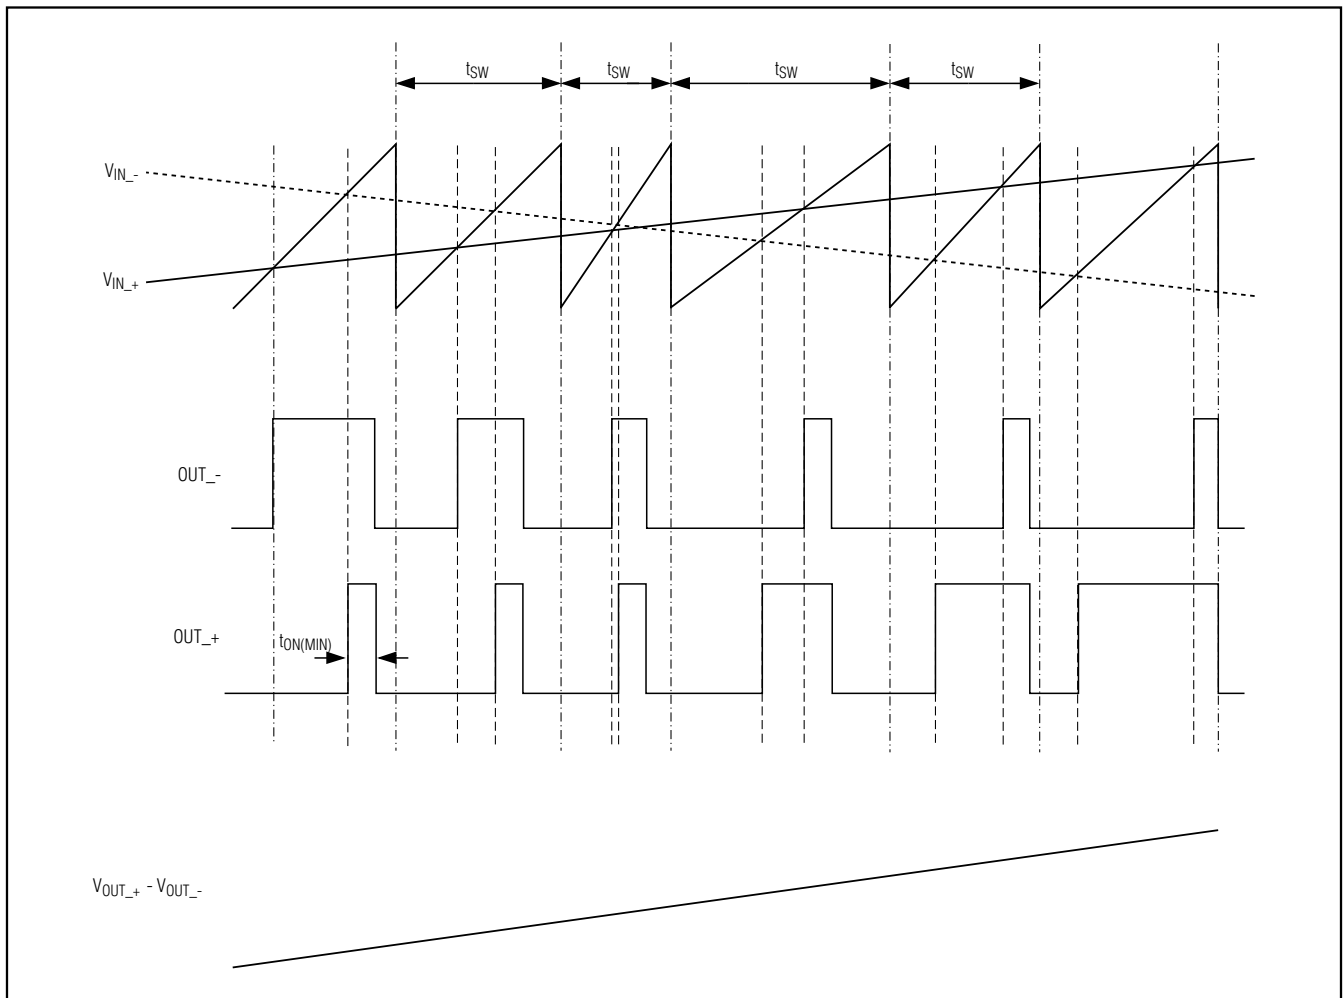 tSW tSW tSW tSW
VIN_-
VIN_+
OUT_-
OUT_+
tON(MIN)
VOUT_+ - VOUT_-